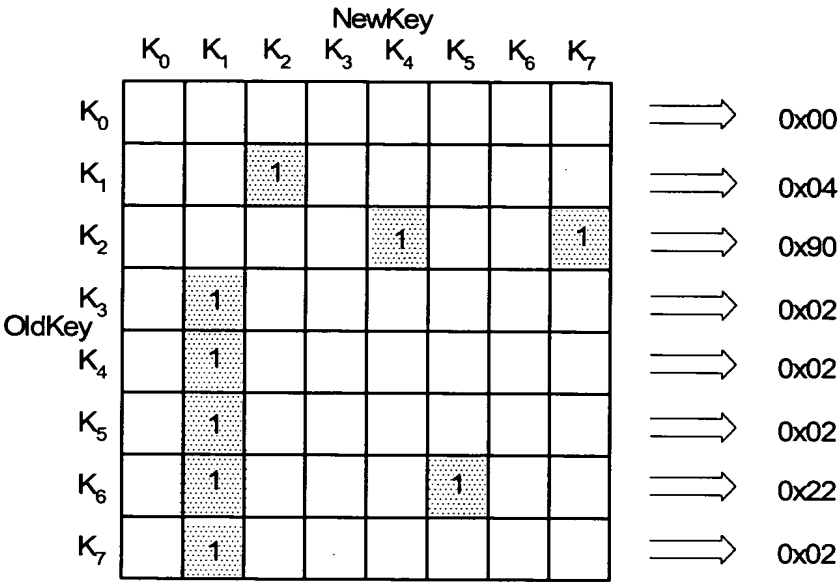 NewKey
K0 K1 K2 K3 K4 K5 K6 K7
K0 0x00
K1 1 0x04
K2 1 1 0x90
OldKey
K3 1 0x02
K4 1 0x02
K5 1 0x02
K6 1 1 0x22
K7 1 0x02